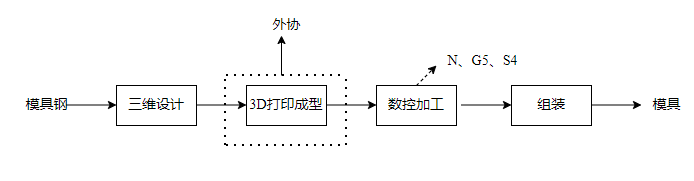 外协
N、G5、S4
模具钢
三维设计
3D打印成型
数控加工
组装
模具